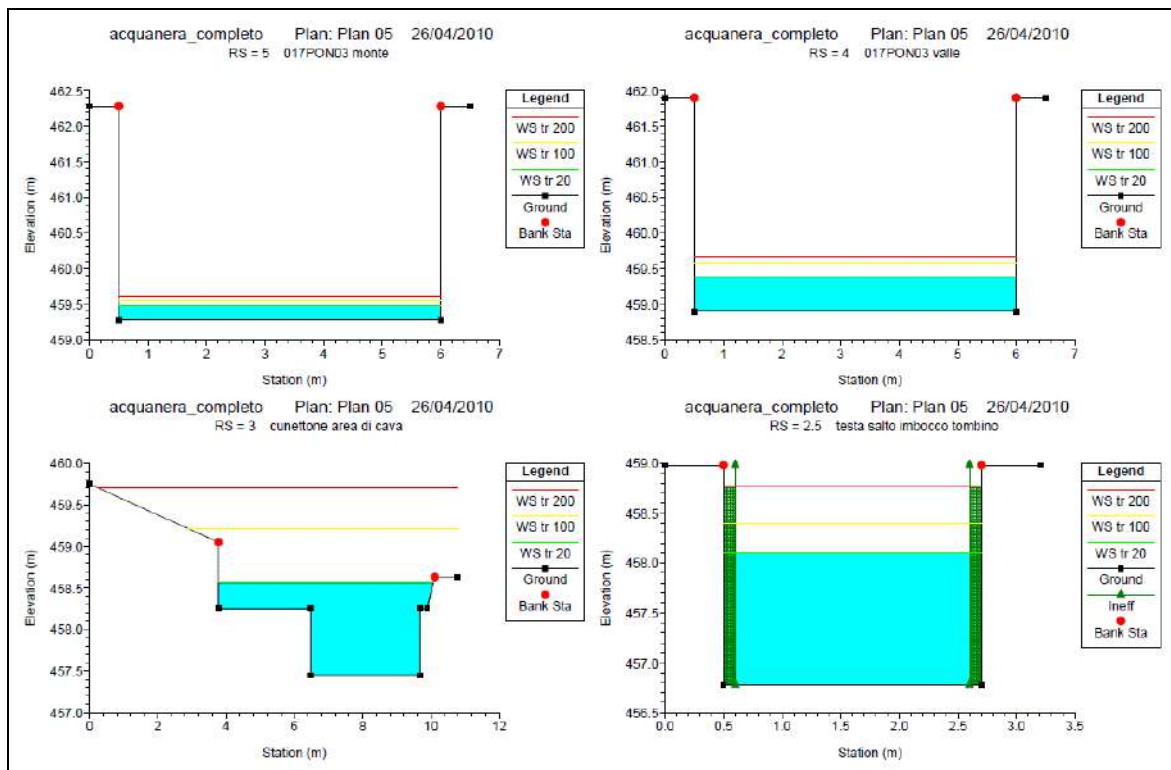 acquanera_completo Plan: Plan 05 26/04/2010
RS = 5 017PON03 monte
462.5
462.0
461.5
461.0
460.5
460.0
459.5
459.0
Elevation (m)
0 1 2 3 4 5 6 7
Station (m)
Legend
WS tr 200
WS tr 100
WS tr 20
Ground
Bank Sta
acquanera_completo Plan: Plan 05 26/04/2010
RS = 4 017PON03 valle
462.0
461.5
461.0
460.5
460.0
459.5
459.0
458.5
Elevation (m)
0 1 2 3 4 5 6 7
Station (m)
Legend
WS tr 200
WS tr 100
WS tr 20
Ground
Bank Sta
acquanera_completo Plan: Plan 05 26/04/2010
RS = 3 cunettone area di cava
460.0
459.5
459.0
458.5
458.0
457.5
457.0
Elevation (m)
0 2 4 6 8 10 12
Station (m)
Legend
WS tr 200
WS tr 100
WS tr 20
Ground
Bank Sta
acquanera_completo Plan: Plan 05 26/04/2010
RS = 2.5 testa salto imbocco tombino
459.0
458.5
458.0
457.5
457.0
456.5
Elevation (m)
0.0 0.5 1.0 1.5 2.0 2.5 3.0 3.5
Station (m)
Legend
WS tr 200
WS tr 100
WS tr 20
Ground
Ineff
Bank Sta